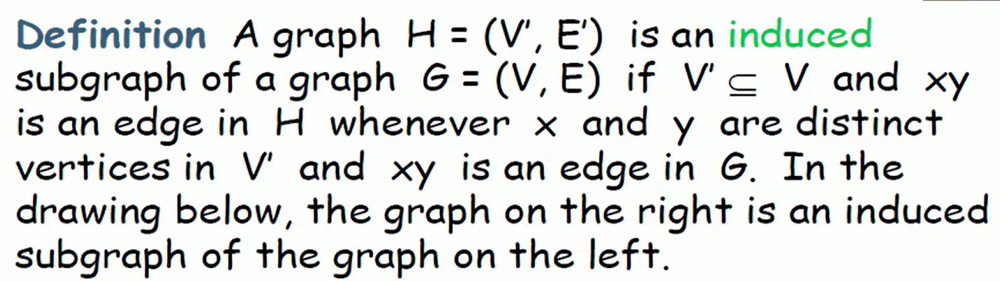 Definition A graph H = (V', E') is an induced
subgraph of a graph G = (V, E) if V' ⊆ V and xy
is an edge in H whenever x and y are distinct
vertices in V' and xy is an edge in G. In the
drawing below, the graph on the right is an induced
subgraph of the graph on the left.